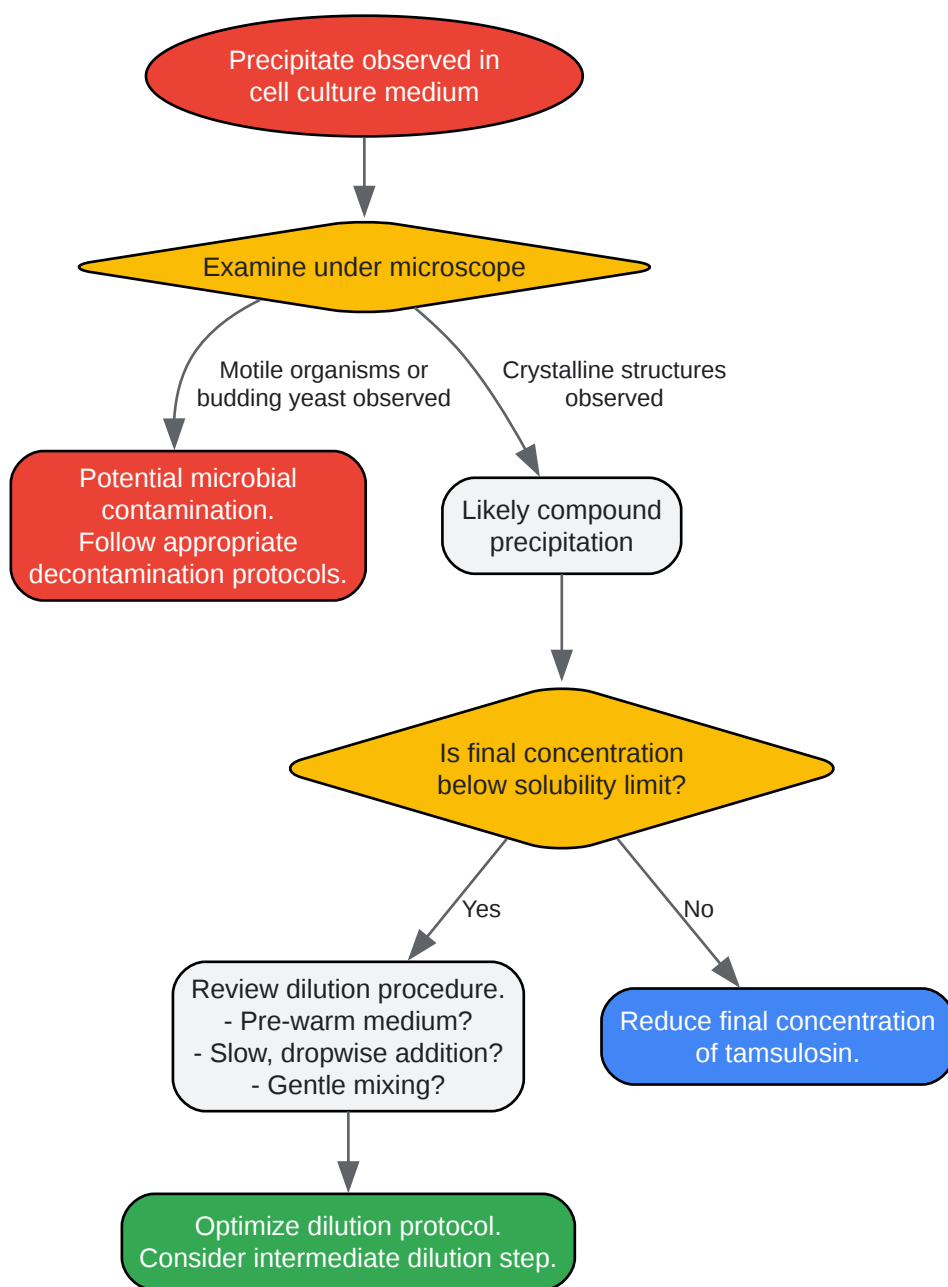 Precipitate observed in
cell culture medium
Examine under microscope
Motile organisms or
budding yeast observed
Crystalline structures
observed
Potential microbial
contamination.
Follow appropriate
decontamination protocols.
Likely compound
precipitation
Is final concentration
below solubility limit?
Yes
No
Review dilution procedure.
- Pre-warm medium?
- Slow, dropwise addition?
- Gentle mixing?
Reduce final concentration
of tamsulosin.
Optimize dilution protocol.
Consider intermediate dilution step.